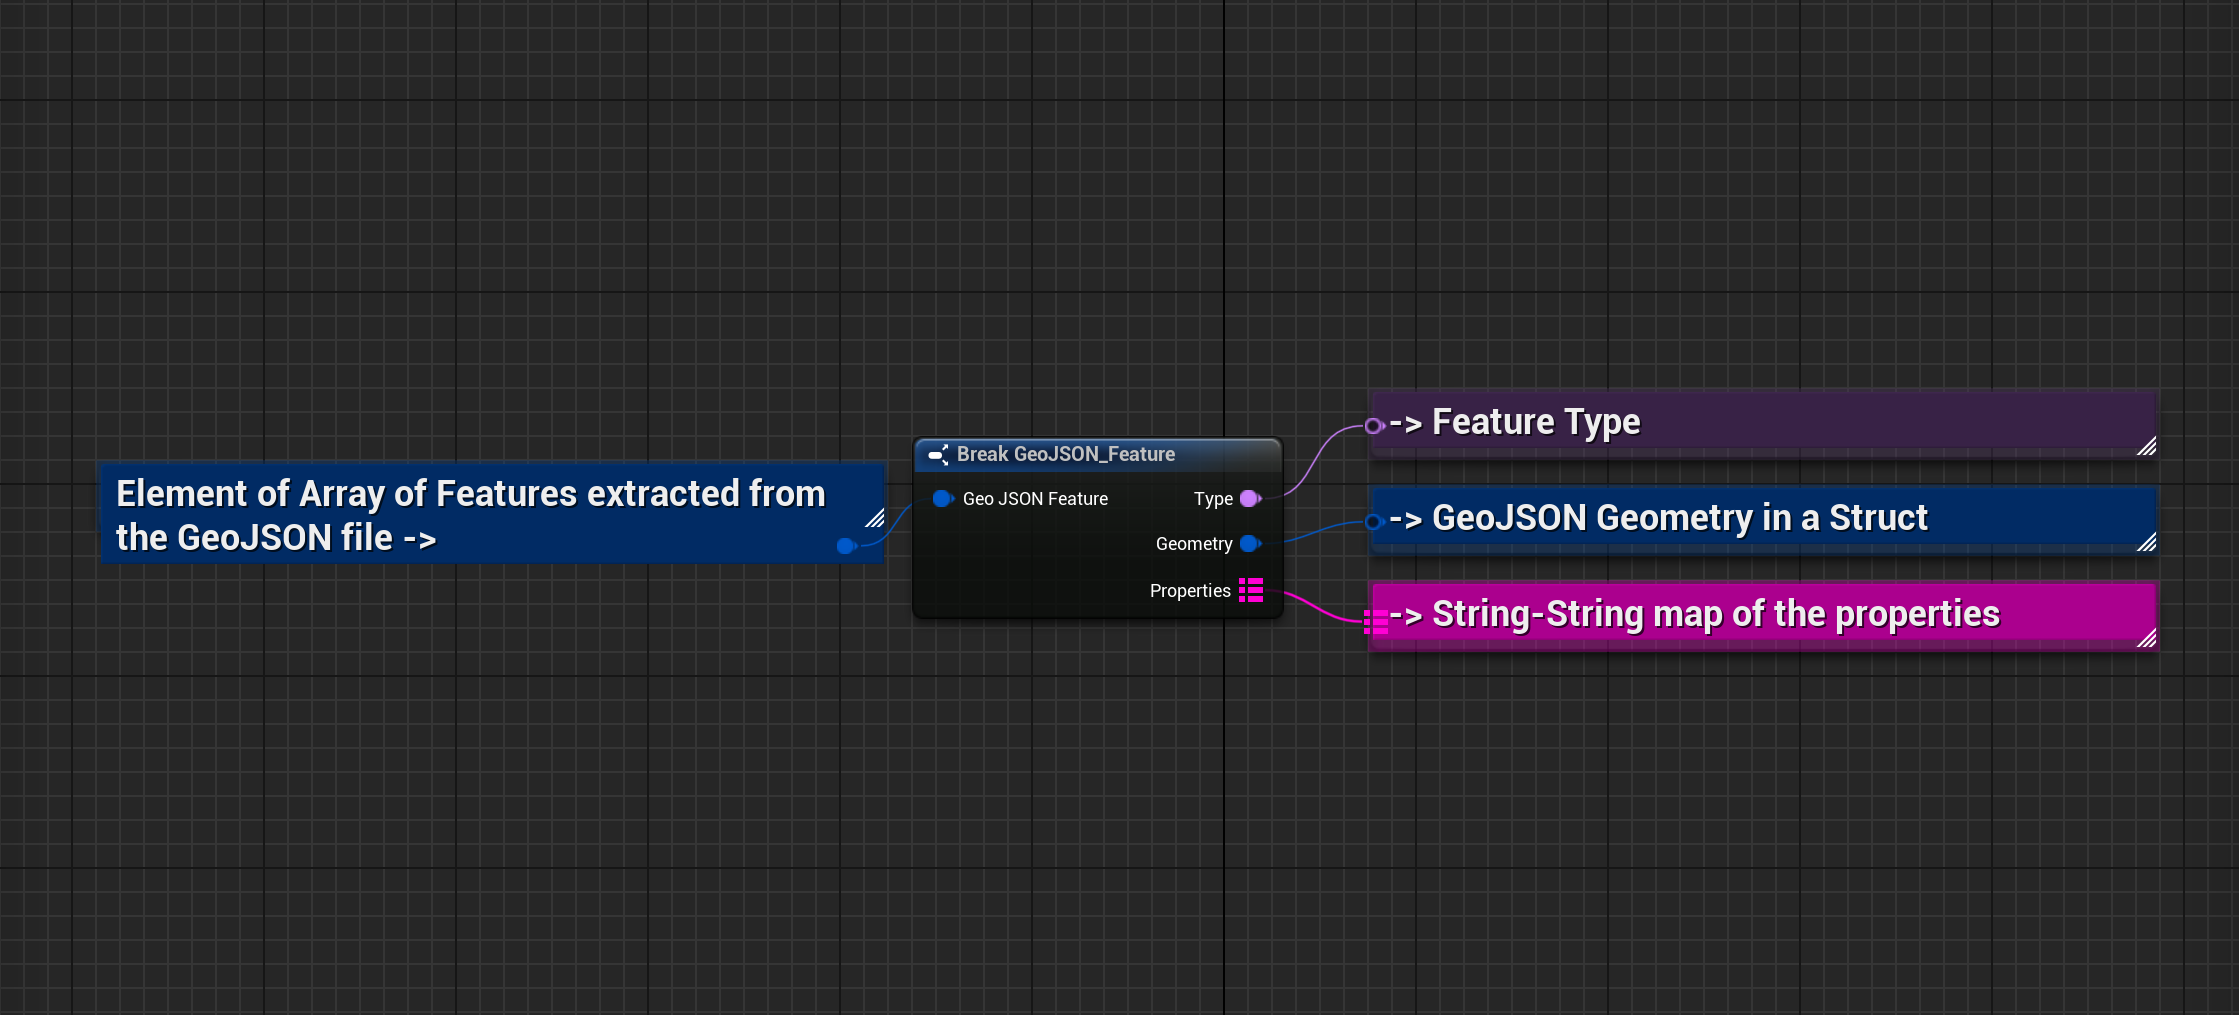 Element of Array of Features extracted from
the GeoJSON file ->
Break GeoJSON_Feature
Geo JSON Feature
Type
Geometry
Properties
-> Feature Type
-> GeoJSON Geometry in a Struct
-> String-String map of the properties